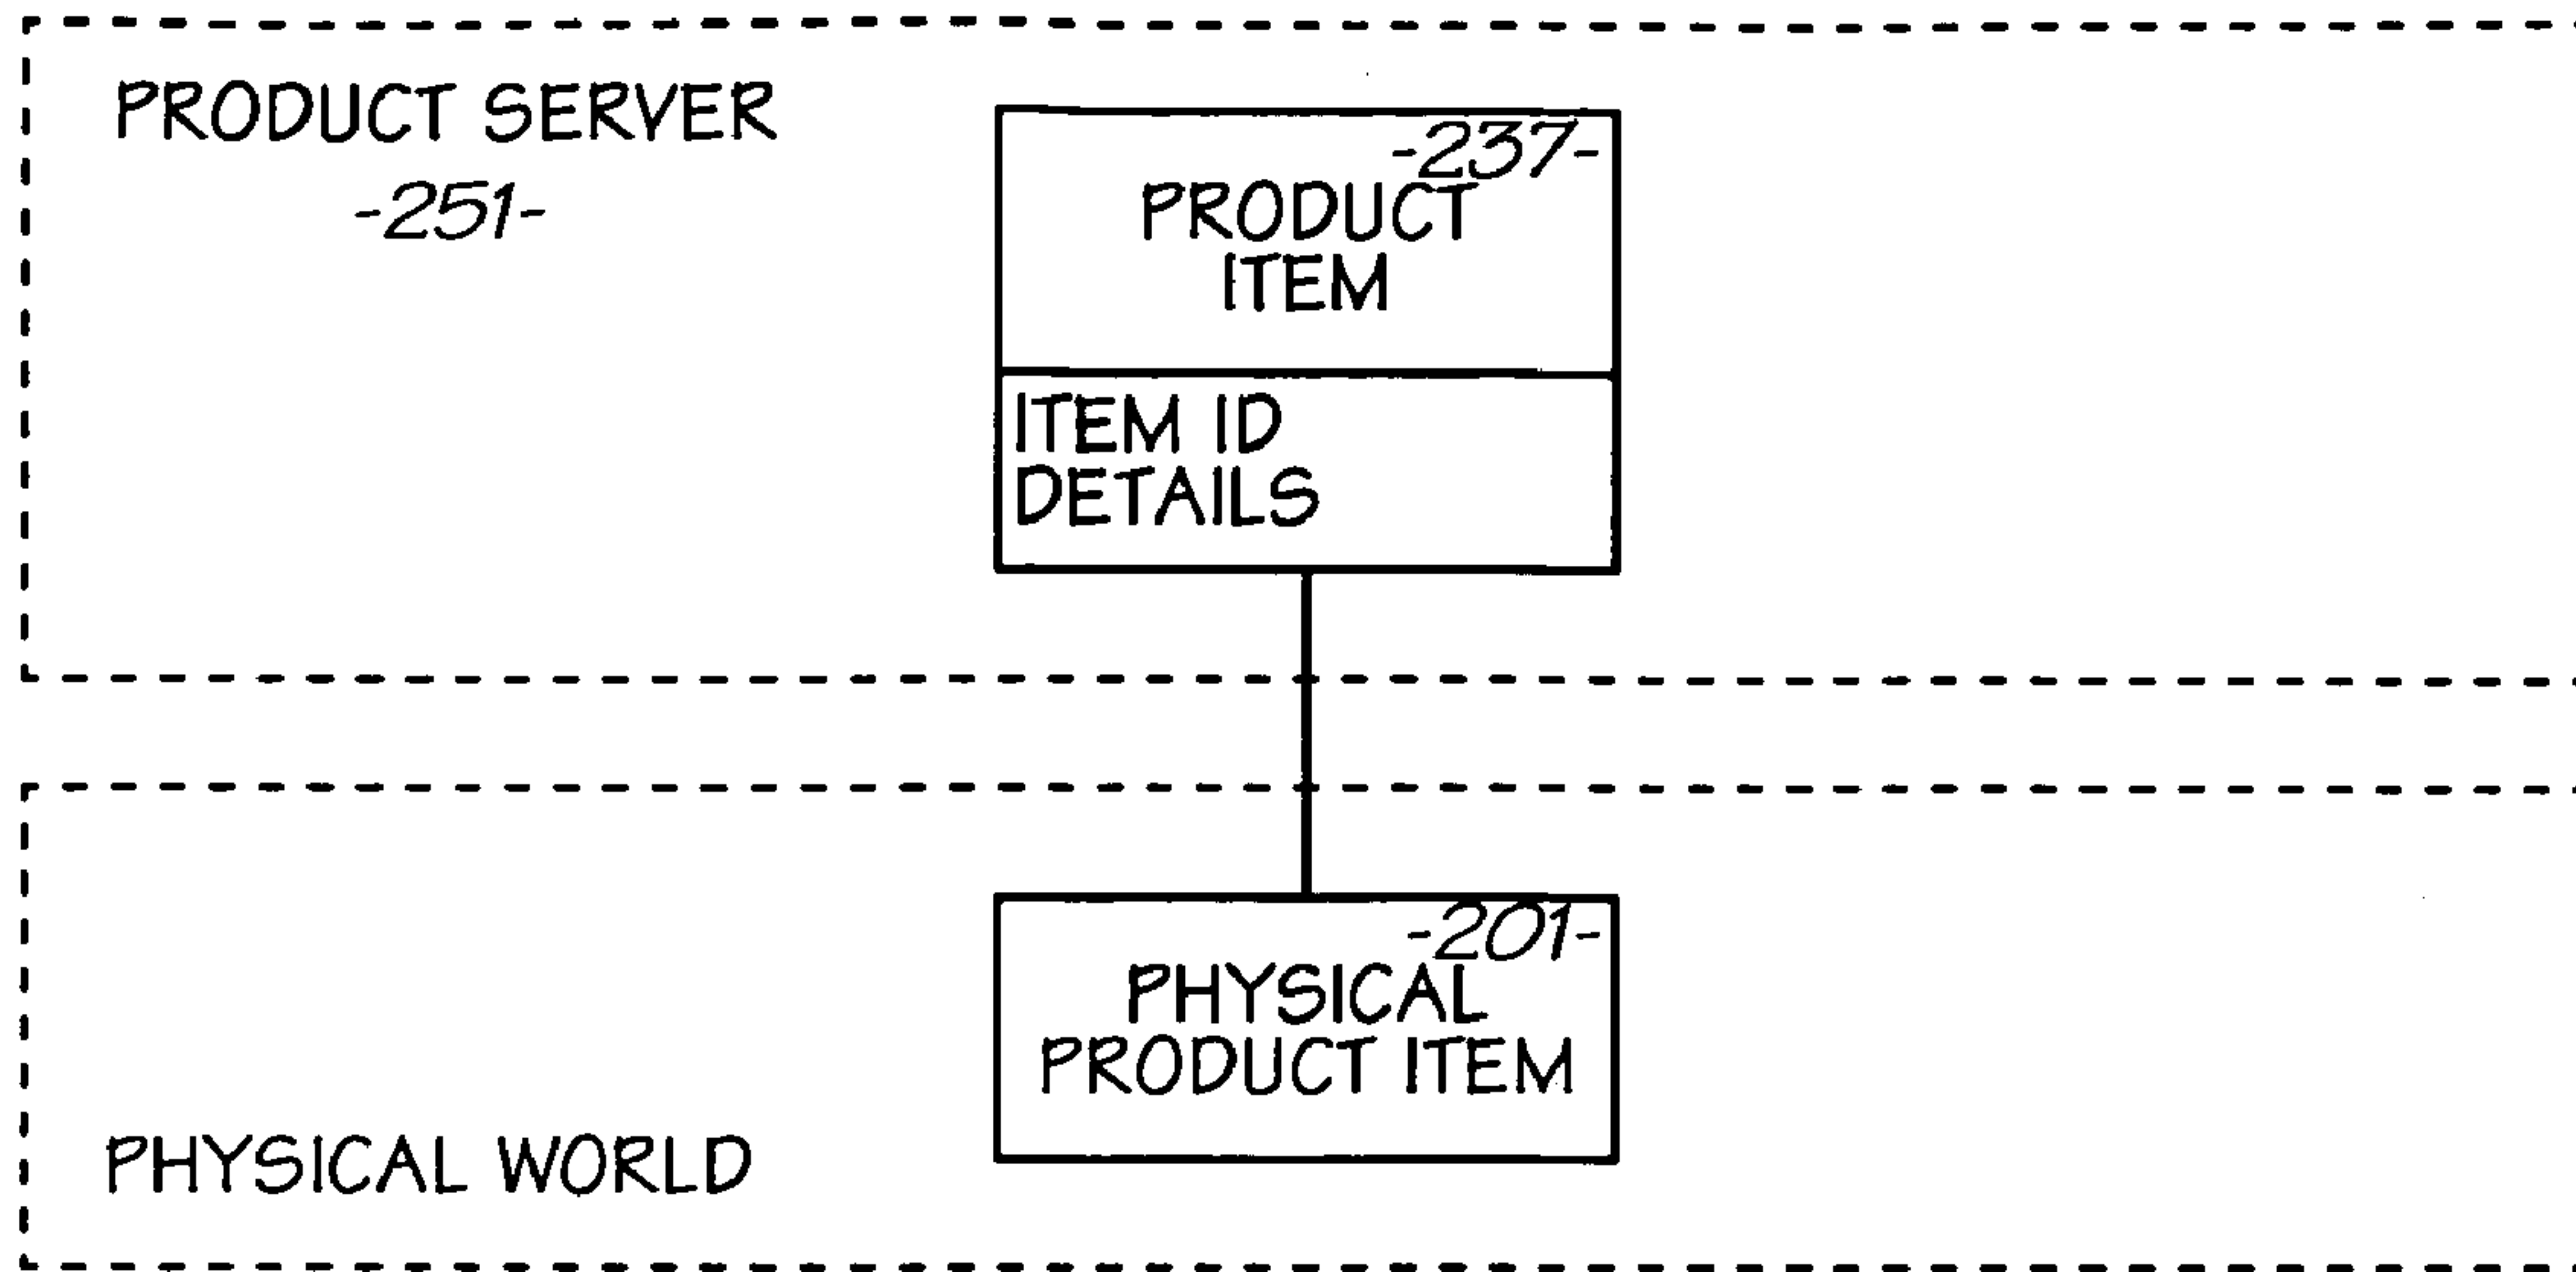 PRODUCT SERVER
-251-
-237-
PRODUCT
ITEM
ITEM ID
DETAILS
-201-
PHYSICAL
PRODUCT ITEM
PHYSICAL WORLD